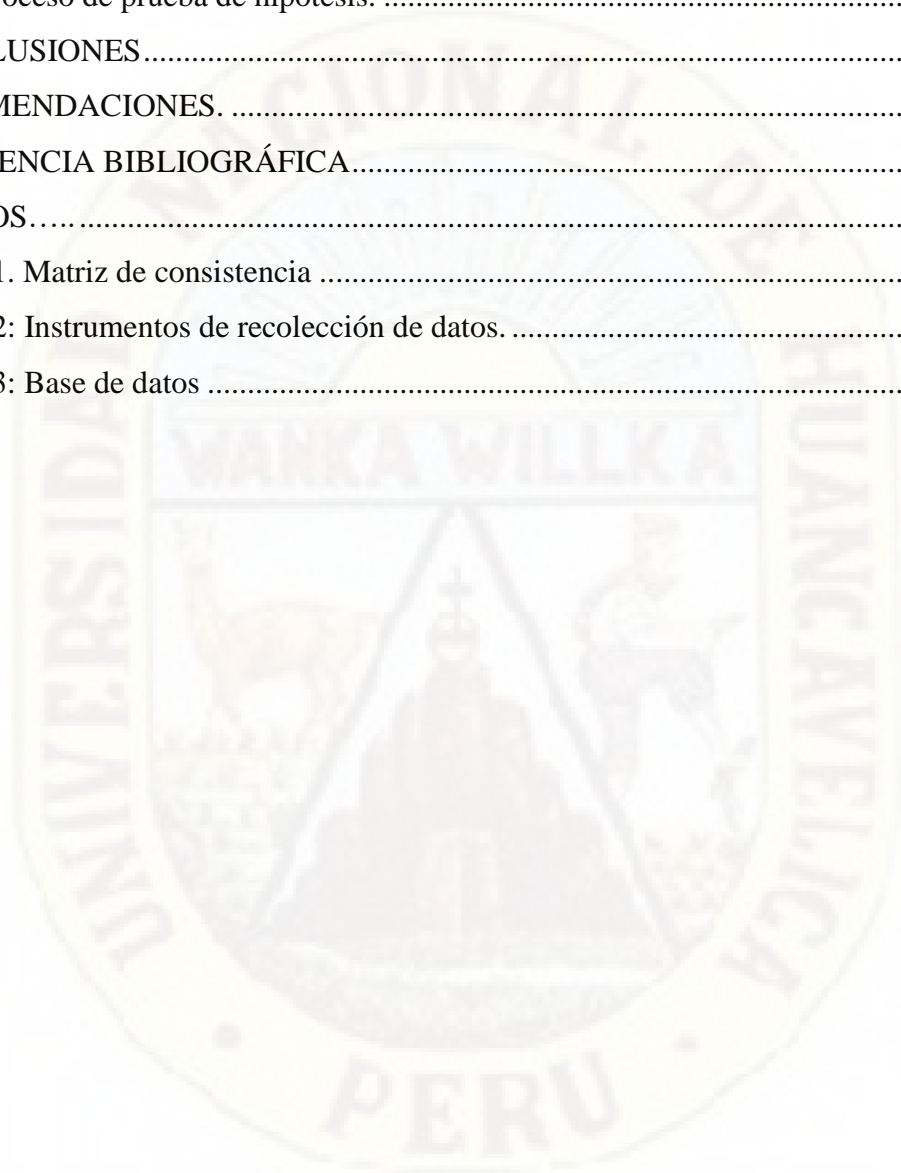 oceso de prueba de hipótesis. ...........................................................................
LUSIONES...........................................................................................................
MENDACIONES. ...............................................................................................
ENCIA BIBLIOGRÁFICA................................................................................
OS….. ..................................................................................................................
1. Matriz de consistencia .....................................................................................
2: Instrumentos de recolección de datos. ...........................................................
3: Base de datos ....................................................................................................
UNIVERSIDAD NACIONAL DE HUANCAVELICA
WANKA WILLKA
• PERU •